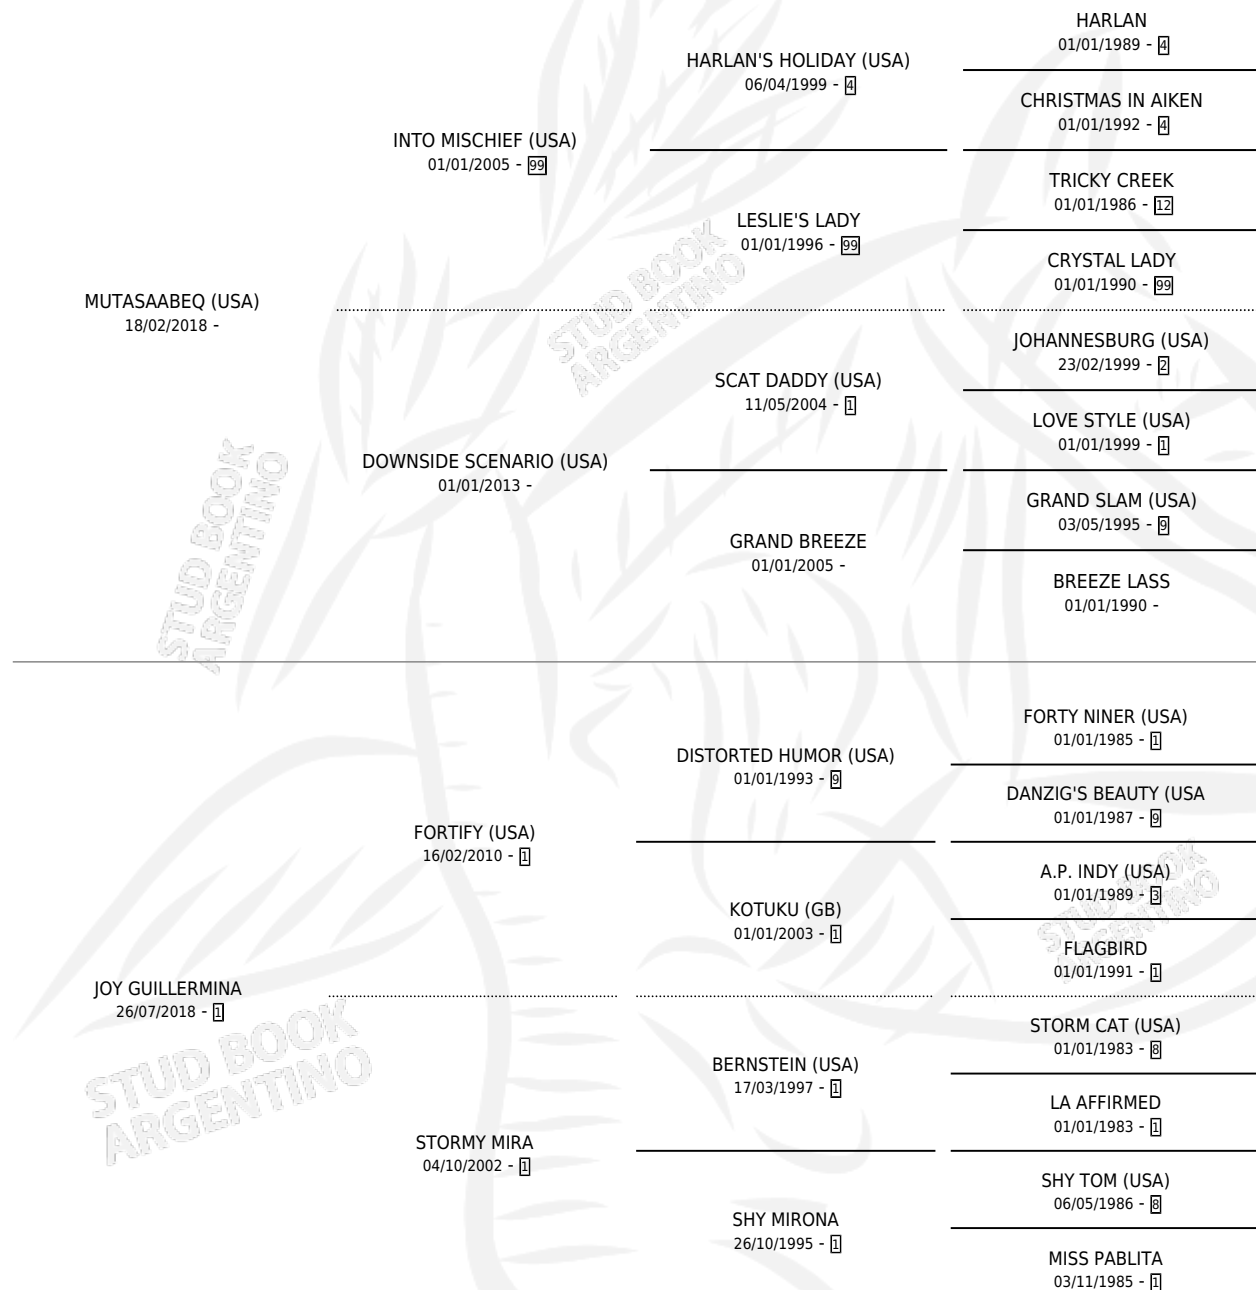 HARLAN
01/01/1989 - 4
HARLAN'S HOLIDAY (USA)
06/04/1999 - 4
CHRISTMAS IN AIKEN
01/01/1992 - 4
INTO MISCHIEF (USA)
01/01/2005 - 99
TRICKY CREEK
01/01/1986 - 12
LESLIE'S LADY
01/01/1996 - 99
CRYSTAL LADY
01/01/1990 - 99
MUTASAABEQ (USA)
18/02/2018 -
JOHANNESBURG (USA)
23/02/1999 - 2
SCAT DADDY (USA)
11/05/2004 - 1
LOVE STYLE (USA)
01/01/1999 - 1
DOWNSIDE SCENARIO (USA)
01/01/2013 -
GRAND SLAM (USA)
03/05/1995 - 9
GRAND BREEZE
01/01/2005 -
BREEZE LASS
01/01/1990 -
FORTY NINER (USA)
01/01/1985 - 1
DISTORTED HUMOR (USA)
01/01/1993 - 9
DANZIG'S BEAUTY (USA
01/01/1987 - 9
FORTIFY (USA)
16/02/2010 - 1
A.P. INDY (USA)
01/01/1989 - 3
KOTUKU (GB)
01/01/2003 - 1
FLAGBIRD
01/01/1991 - 1
JOY GUILLERMINA
26/07/2018 - 1
STORM CAT (USA)
01/01/1983 - 8
BERNSTEIN (USA)
17/03/1997 - 1
LA AFFIRMED
01/01/1983 - 1
STORMY MIRA
04/10/2002 - 1
SHY TOM (USA)
06/05/1986 - 8
SHY MIRONA
26/10/1995 - 1
MISS PABLITA
03/11/1985 - 1
STUD BOOK
ARGENTINO
STUD BOOK
ARGENTINO
STUD BOOK
ARGENTINO
STUD BOOK
ARGENTINO